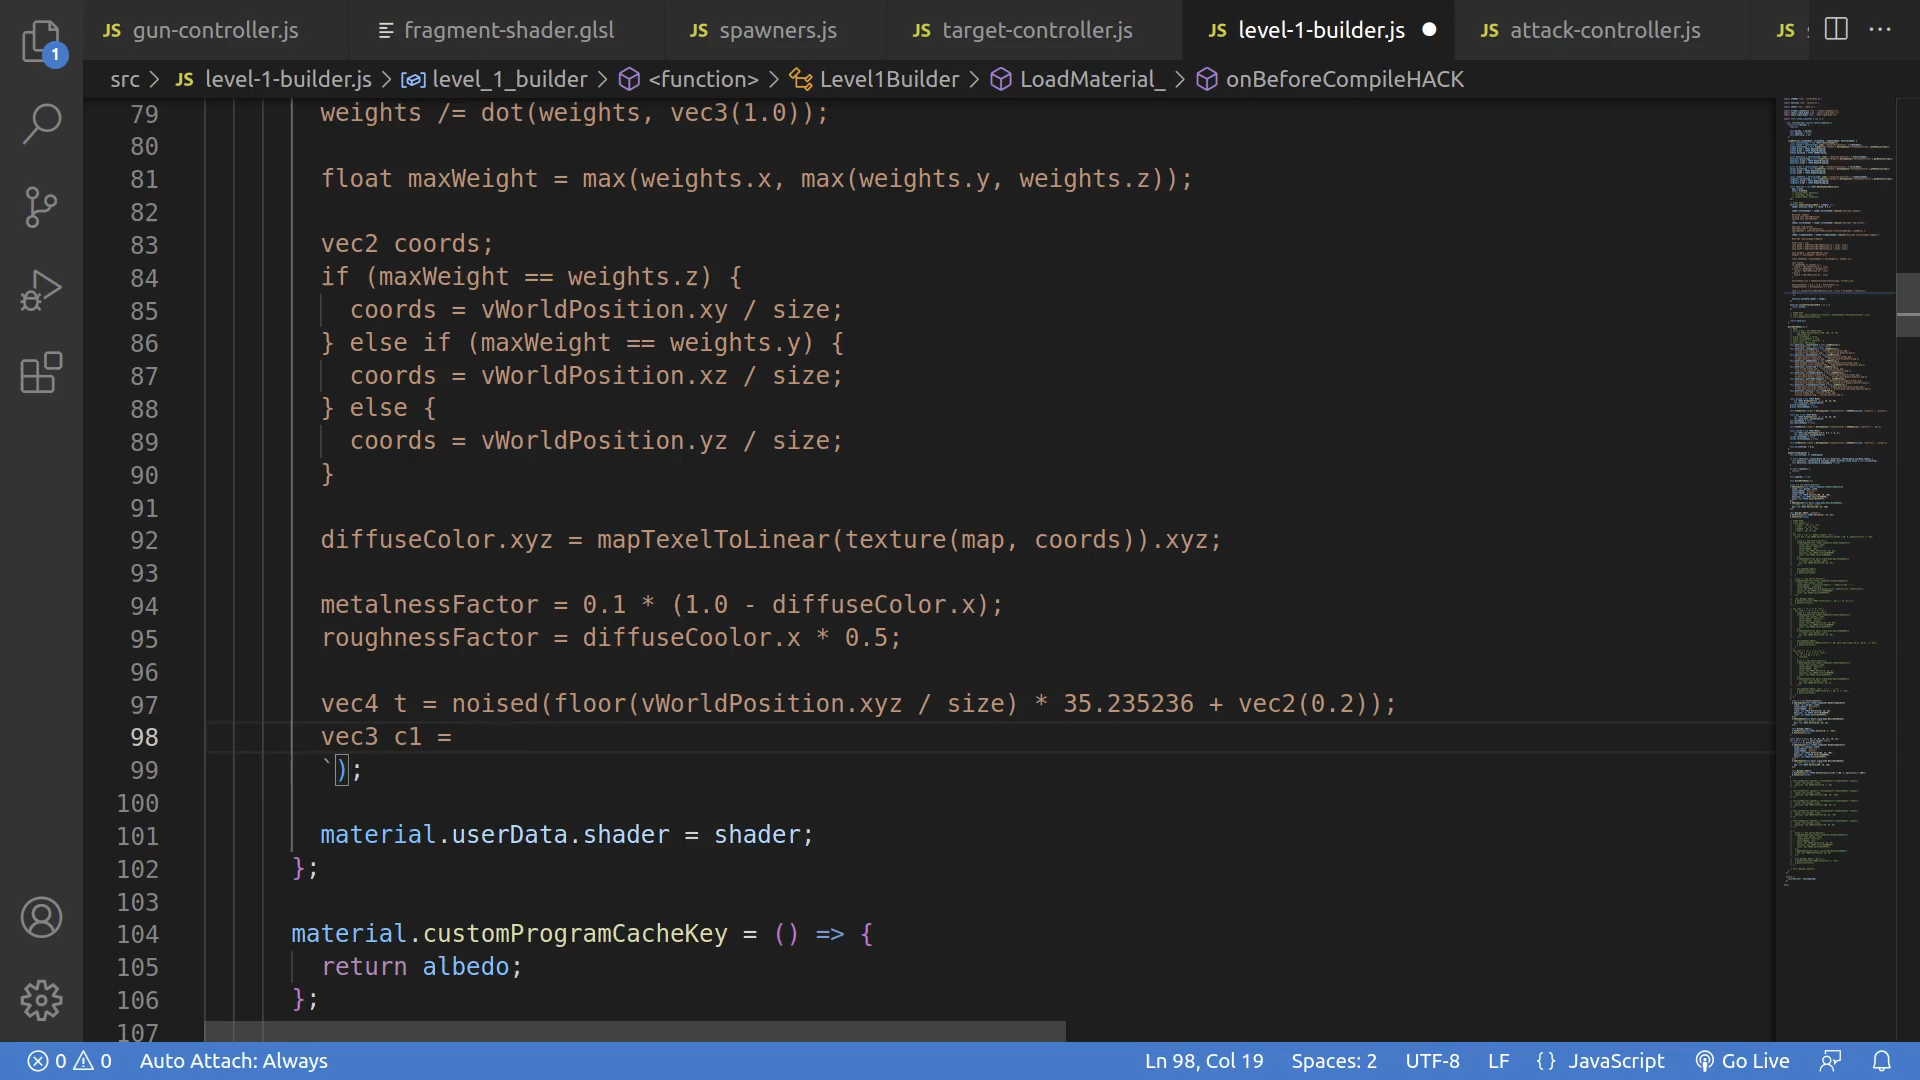 1
JS gun-controller.js
fragment-shader.glsl
JS spawners.js
JS target-controller.js
JS level-1-builder.js
JS attack-controller.js
JS
src > JS level-1-builder.js > level_1_builder > <function> > Level1Builder > LoadMaterial_ > onBeforeCompileHACK
79 weights /= dot(weights, vec3(1.0));
80
81 float maxWeight = max(weights.x, max(weights.y, weights.z));
82
83 vec2 coords;
84 if (maxWeight == weights.z) {
85 coords = vWorldPosition.xy / size;
86 } else if (maxWeight == weights.y) {
87 coords = vWorldPosition.xz / size;
88 } else {
89 coords = vWorldPosition.yz / size;
90 }
91
92 diffuseColor.xyz = mapTexelToLinear(texture(map, coords)).xyz;
93
94 metalnessFactor = 0.1 * (1.0 - diffuseColor.x);
95 roughnessFactor = diffuseCoolor.x * 0.5;
96
97 vec4 t = noised(floor(vWorldPosition.xyz / size) * 35.235236 + vec2(0.2));
98 vec3 c1 =
99 `);
100
101 material.userData.shader = shader;
102 };
103
104 material.customProgramCacheKey = () => {
105 return albedo;
106 };
107
0 0 Auto Attach: Always Ln 98, Col 19 Spaces: 2 UTF-8 LF {} JavaScript Go Live